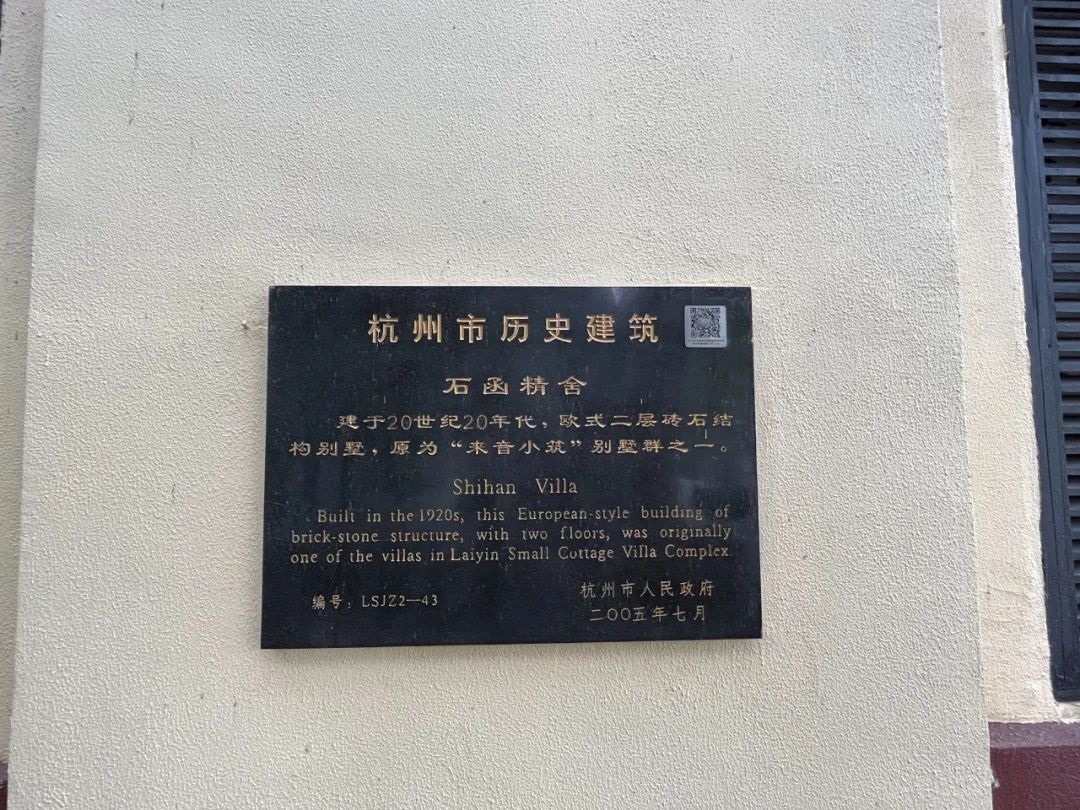 杭州市历史建筑
石函精舍
建于20世纪20年代，欧式二层砖石结
构别墅，原为“来音小筑”别墅群之一。
Shihan Villa
Built in the 1920s, this European-style building of
brick-stone structure, with two floors, was originally
one of the villas in Laiyin Small Cottage Villa Complex.
编号：LSJZ2—43
杭州市人民政府
二〇〇五年七月